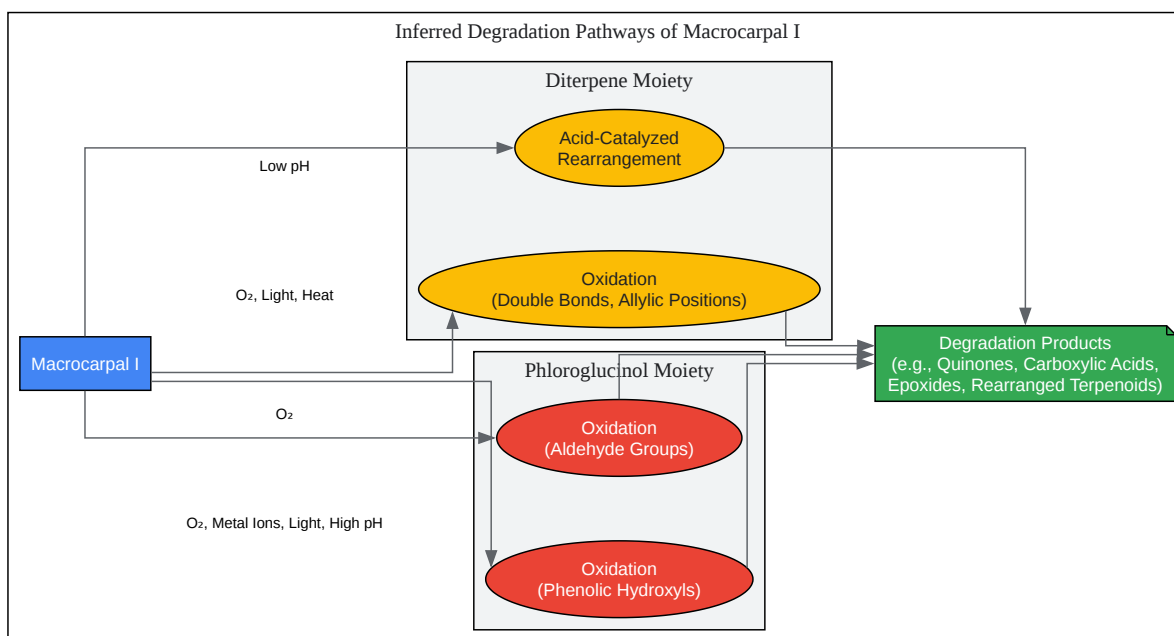 Inferred Degradation Pathways of Macrocarpal I
Diterpene Moiety
Acid-Catalyzed
Rearrangement
Low pH
O₂, Light, Heat
Oxidation
(Double Bonds, Allylic Positions)
Macrocarpal I
Degradation Products
(e.g., Quinones, Carboxylic Acids,
Epoxides, Rearranged Terpenoids)
Phloroglucinol Moiety
O₂
Oxidation
(Aldehyde Groups)
O₂, Metal Ions, Light, High pH
Oxidation
(Phenolic Hydroxyls)